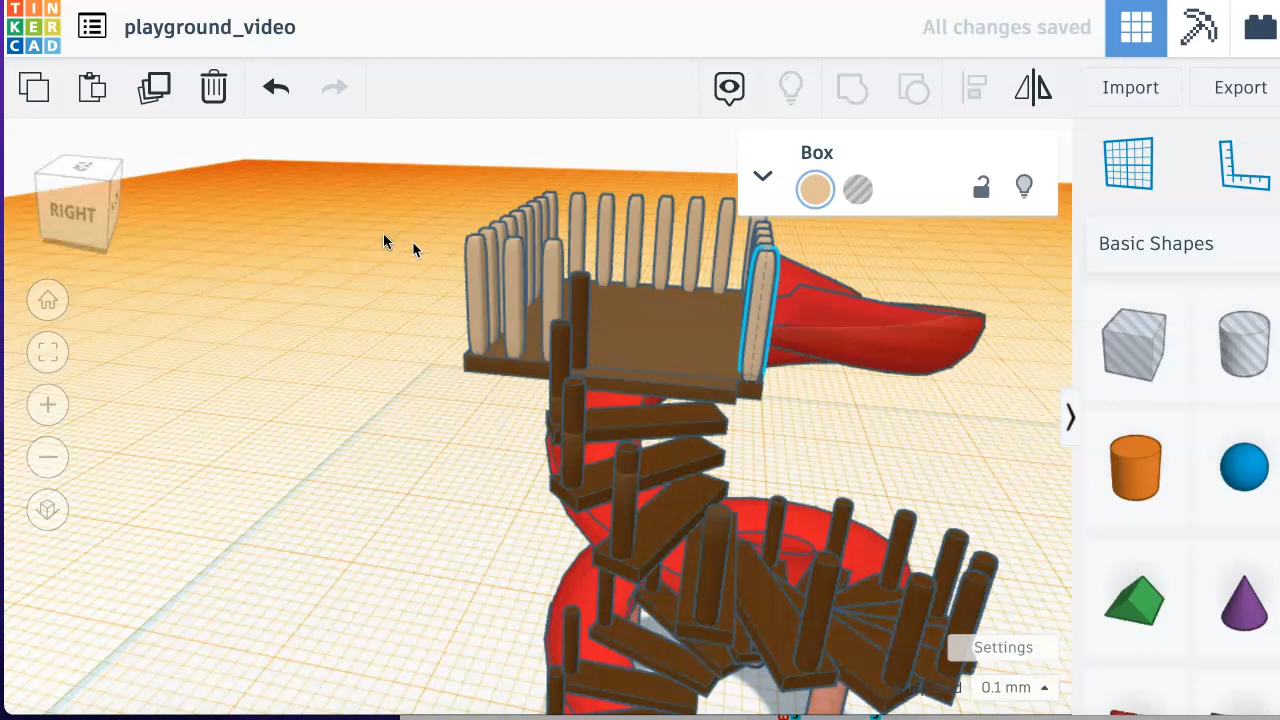 TIN
KER
CAD
playground_video
All changes saved
Import
Export
Box
RIGHT
Basic Shapes
Settings
0.1 mm